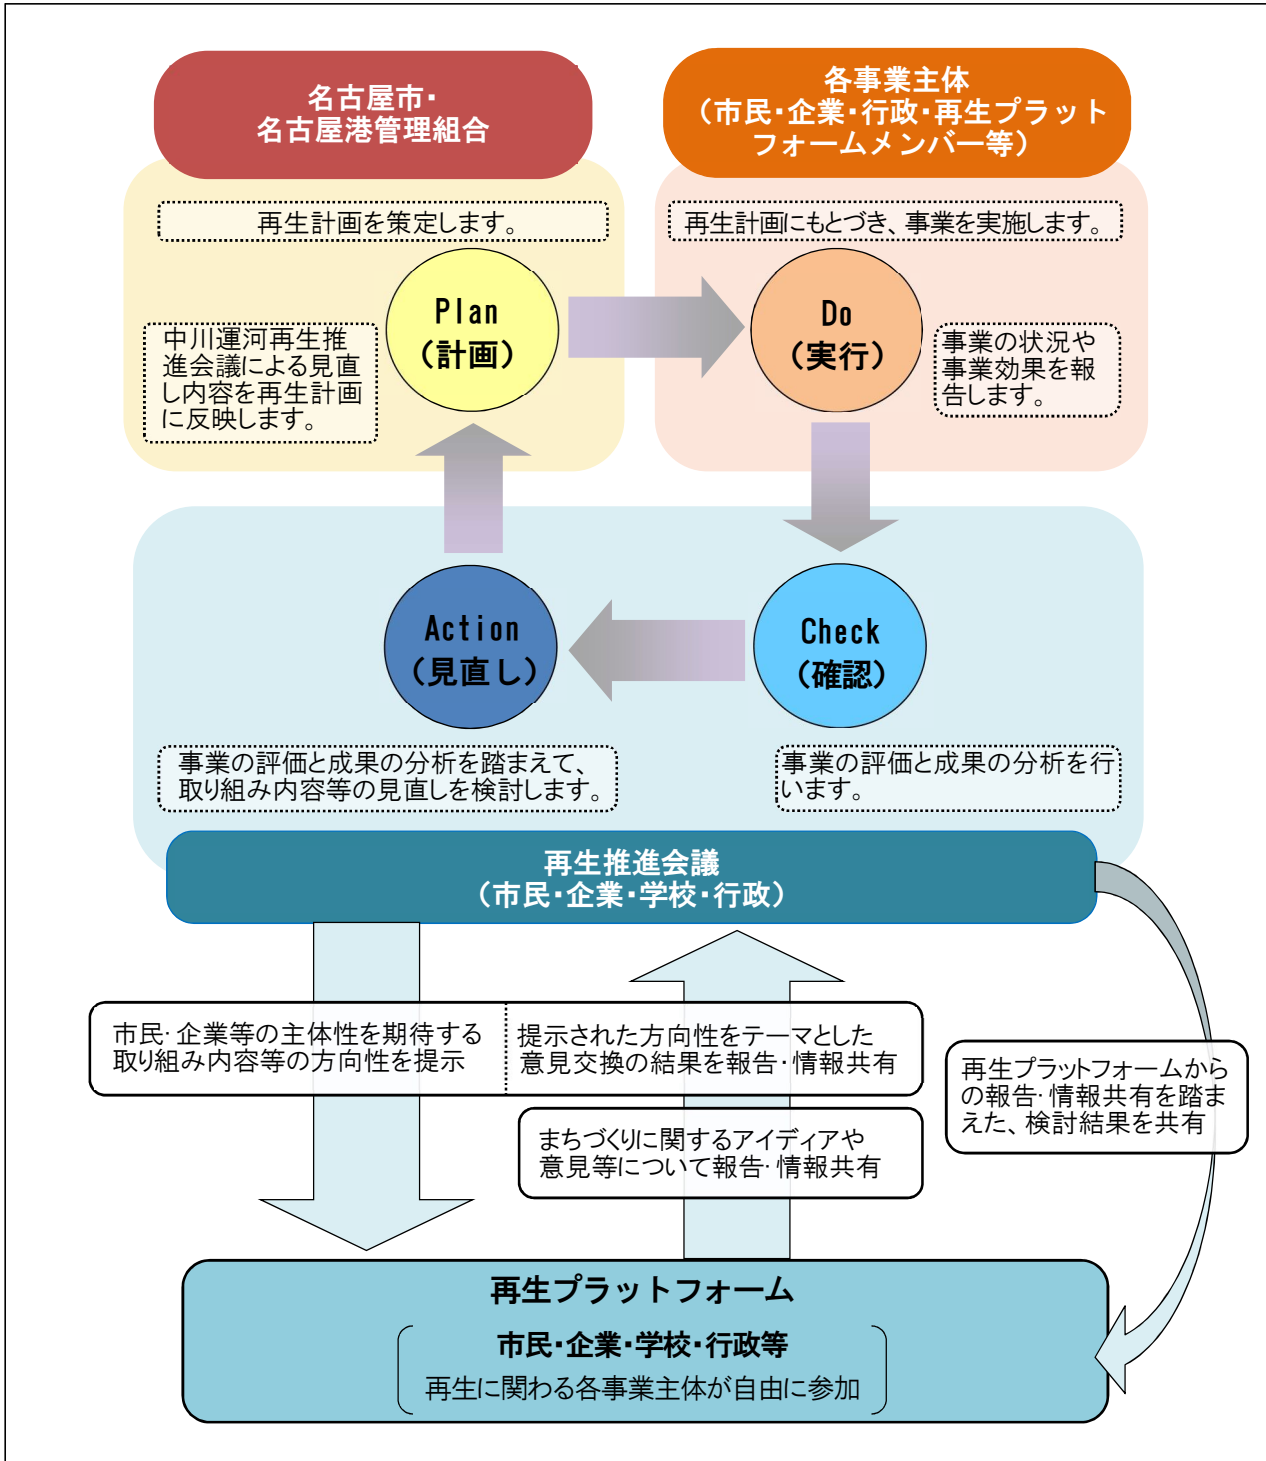 名古屋市・
名古屋港管理組合
各事業主体
（市民・企業・行政・再生プラット
フォームメンバー等）
再生計画を策定します。
再生計画にもとづき、事業を実施します。
Plan
（計画）
Do
（実行）
中川運河再生推
進会議による見直
し内容を再生計画
に反映します。
事業の状況や
事業効果を報
告します。
Action
（見直し）
Check
（確認）
事業の評価と成果の分析を踏まえて、
取り組み内容等の見直しを検討します。
事業の評価と成果の分析を行
います。
再生推進会議
（市民・企業・学校・行政）
市民・企業等の主体性を期待する
取り組み内容等の方向性を提示
提示された方向性をテーマとした
意見交換の結果を報告・情報共有
まちづくりに関するアイディアや
意見等について報告・情報共有
再生プラットフォームから
の報告・情報共有を踏ま
えた、検討結果を共有
再生プラットフォーム
市民・企業・学校・行政等
再生に関わる各事業主体が自由に参加